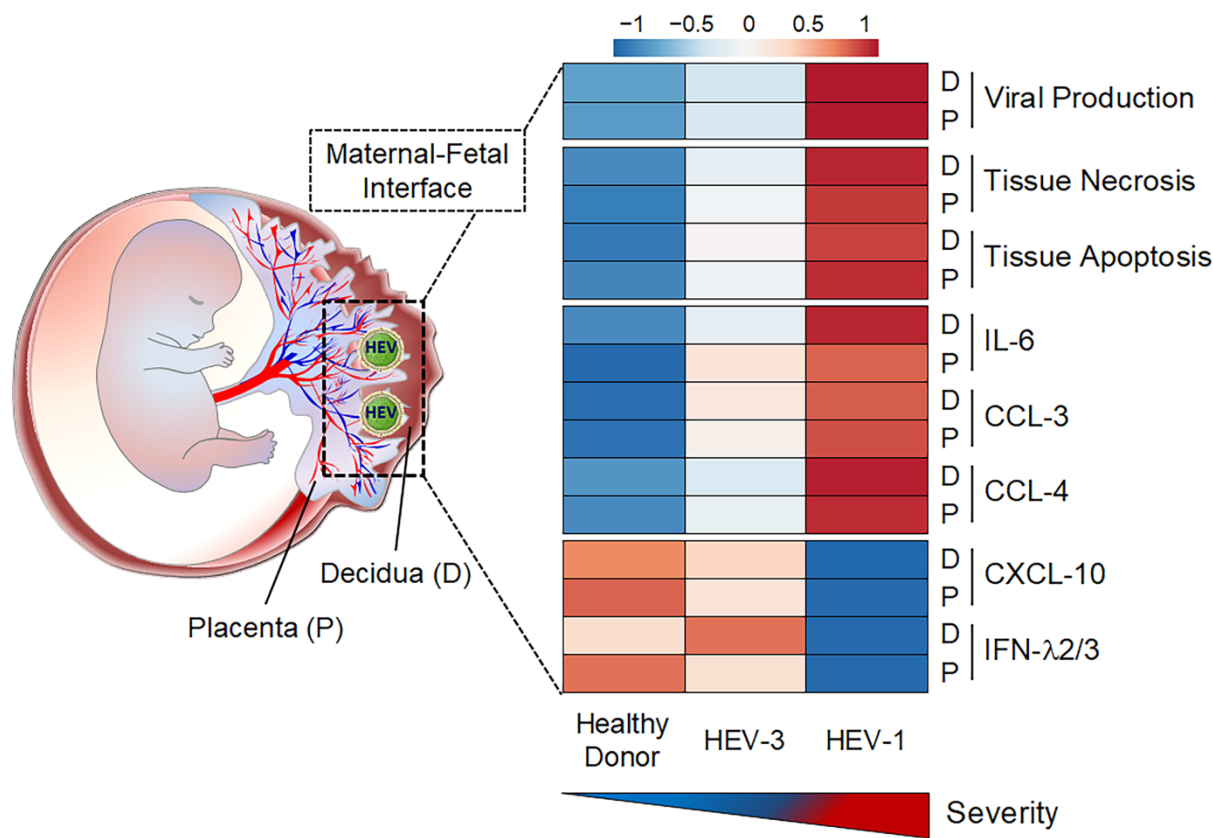 −1 −0.5 0 0.5 1
Maternal-Fetal
Interface
HEV
HEV
Decidua (D)
Placenta (P)
D
P
Viral Production
D
P
Tissue Necrosis
D
P
Tissue Apoptosis
D
P
IL-6
D
P
CCL-3
D
P
CCL-4
D
P
CXCL-10
D
P
IFN-λ2/3
Healthy
Donor
HEV-3
HEV-1
Severity